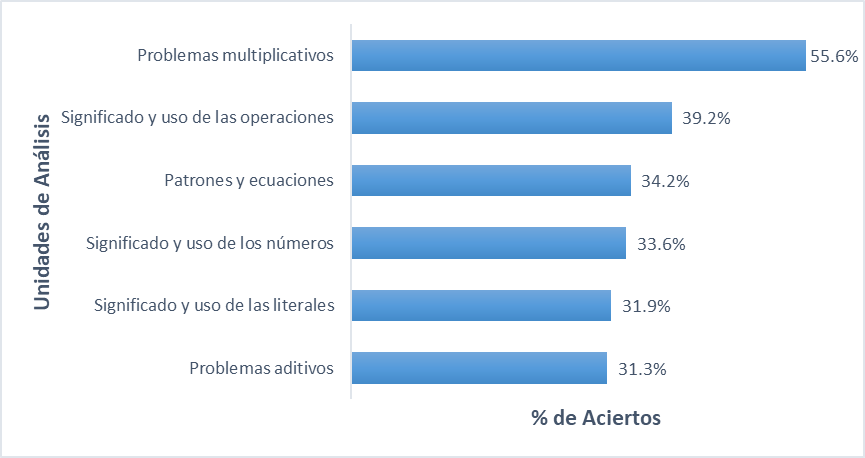 Unidades de Análisis
Problemas multiplicativos 55.6%
Significado y uso de las operaciones 39.2%
Patrones y ecuaciones 34.2%
Significado y uso de los números 33.6%
Significado y uso de las literales 31.9%
Problemas aditivos 31.3%
% de Aciertos